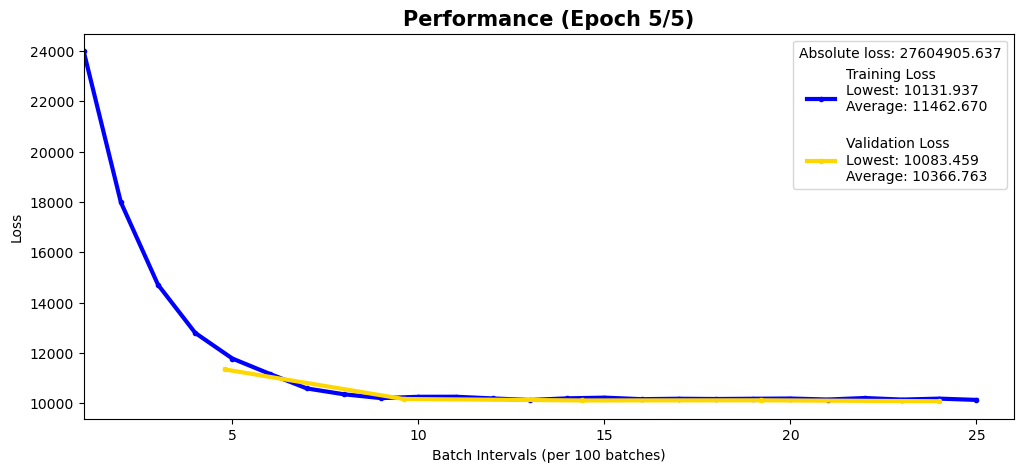 Performance (Epoch 5/5)
Absolute loss: 27604905.637
Training Loss
Lowest: 10131.937
Average: 11462.670
Validation Loss
Lowest: 10083.459
Average: 10366.763
Loss
24000
22000
20000
18000
16000
14000
12000
10000
5
10
15
20
25
Batch Intervals (per 100 batches)